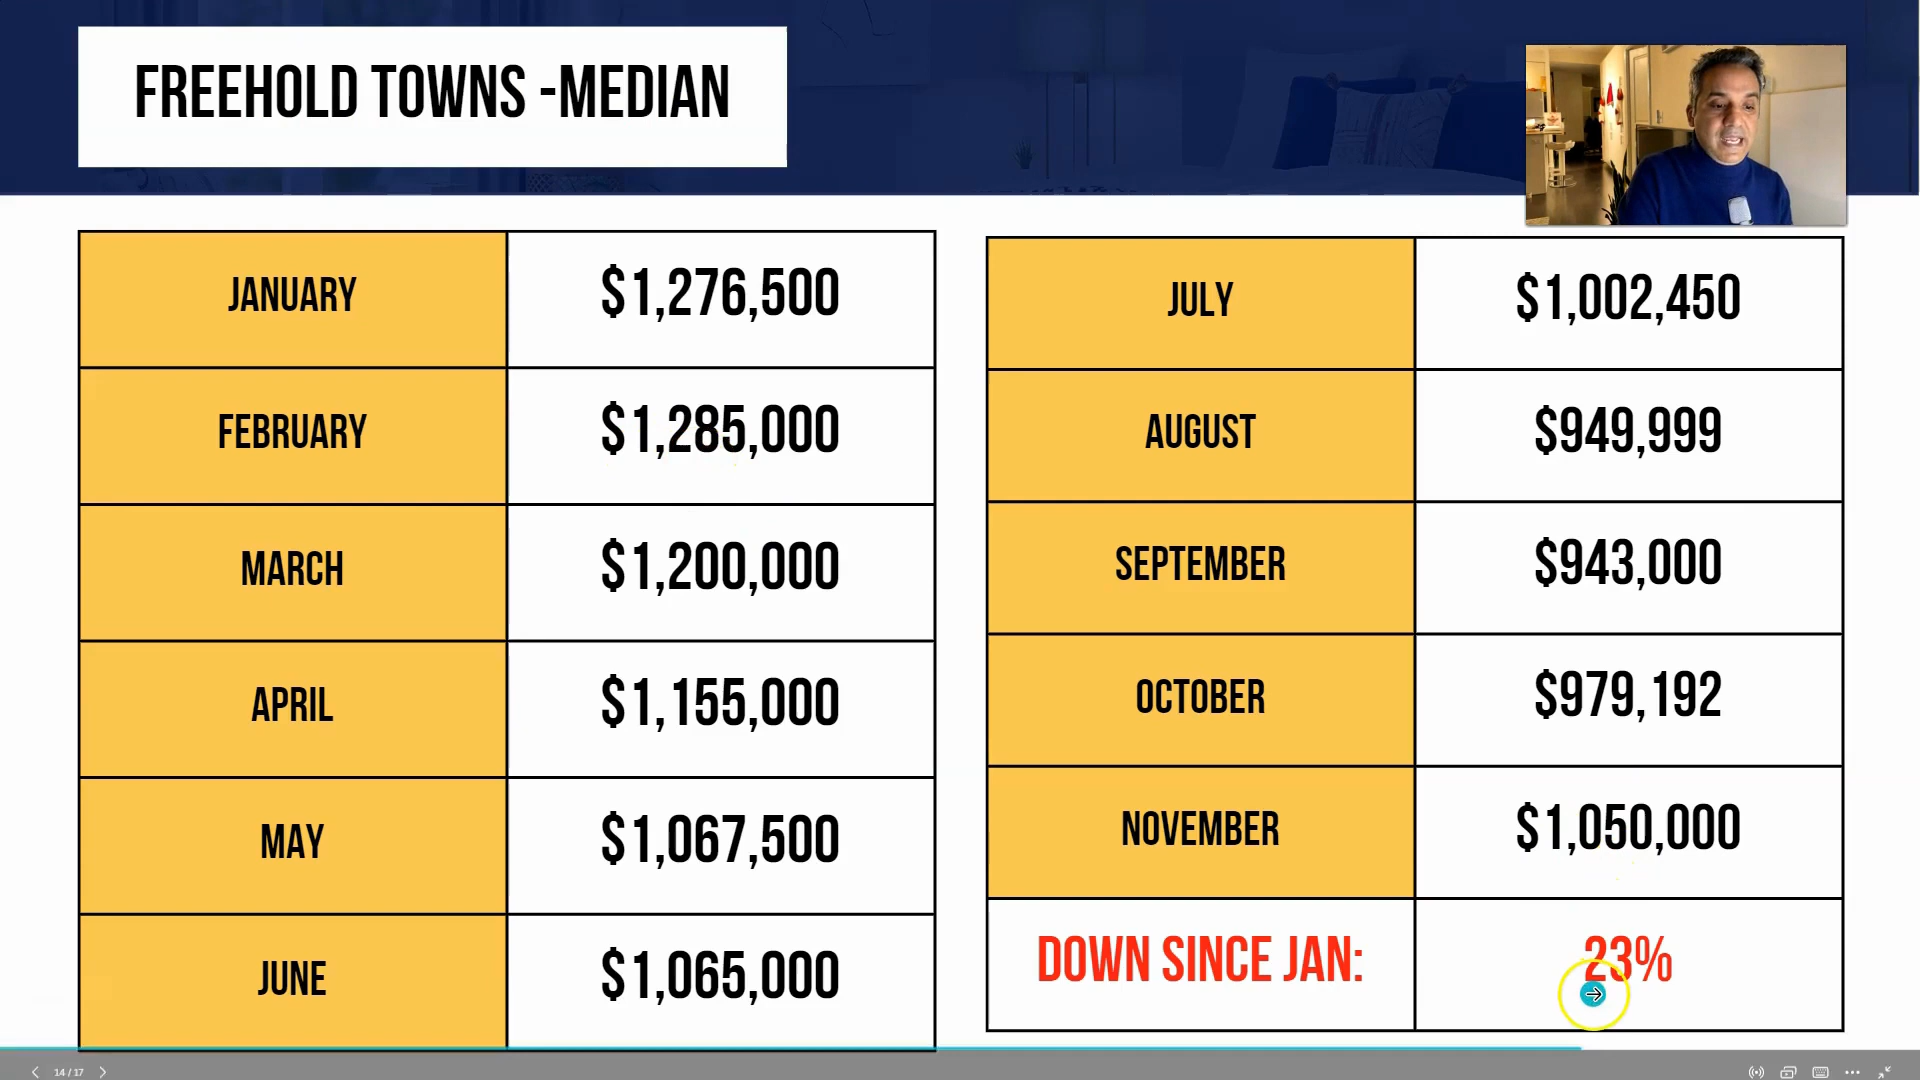 FREEHOLD TOWNS -MEDIAN
JANUARY $1,276,500
FEBRUARY $1,285,000
MARCH $1,200,000
APRIL $1,155,000
MAY $1,067,500
JUNE $1,065,000
JULY $1,002,450
AUGUST $949,999
SEPTEMBER $943,000
OCTOBER $979,192
NOVEMBER $1,050,000
DOWN SINCE JAN: 23%
14 / 17